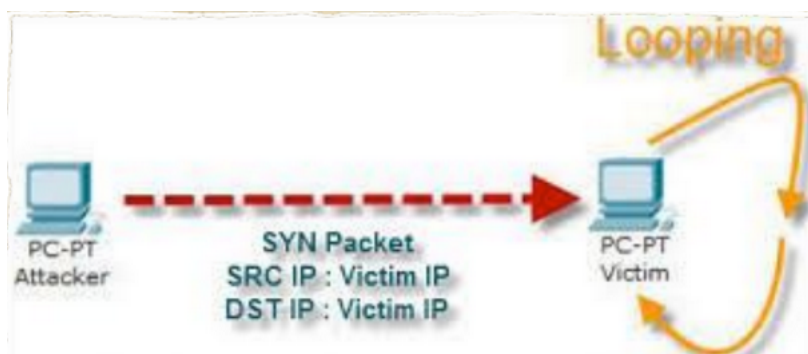 Looping
PC-PT
Attacker
SYN Packet
SRC IP : Victim IP
DST IP : Victim IP
PC-PT
Victim